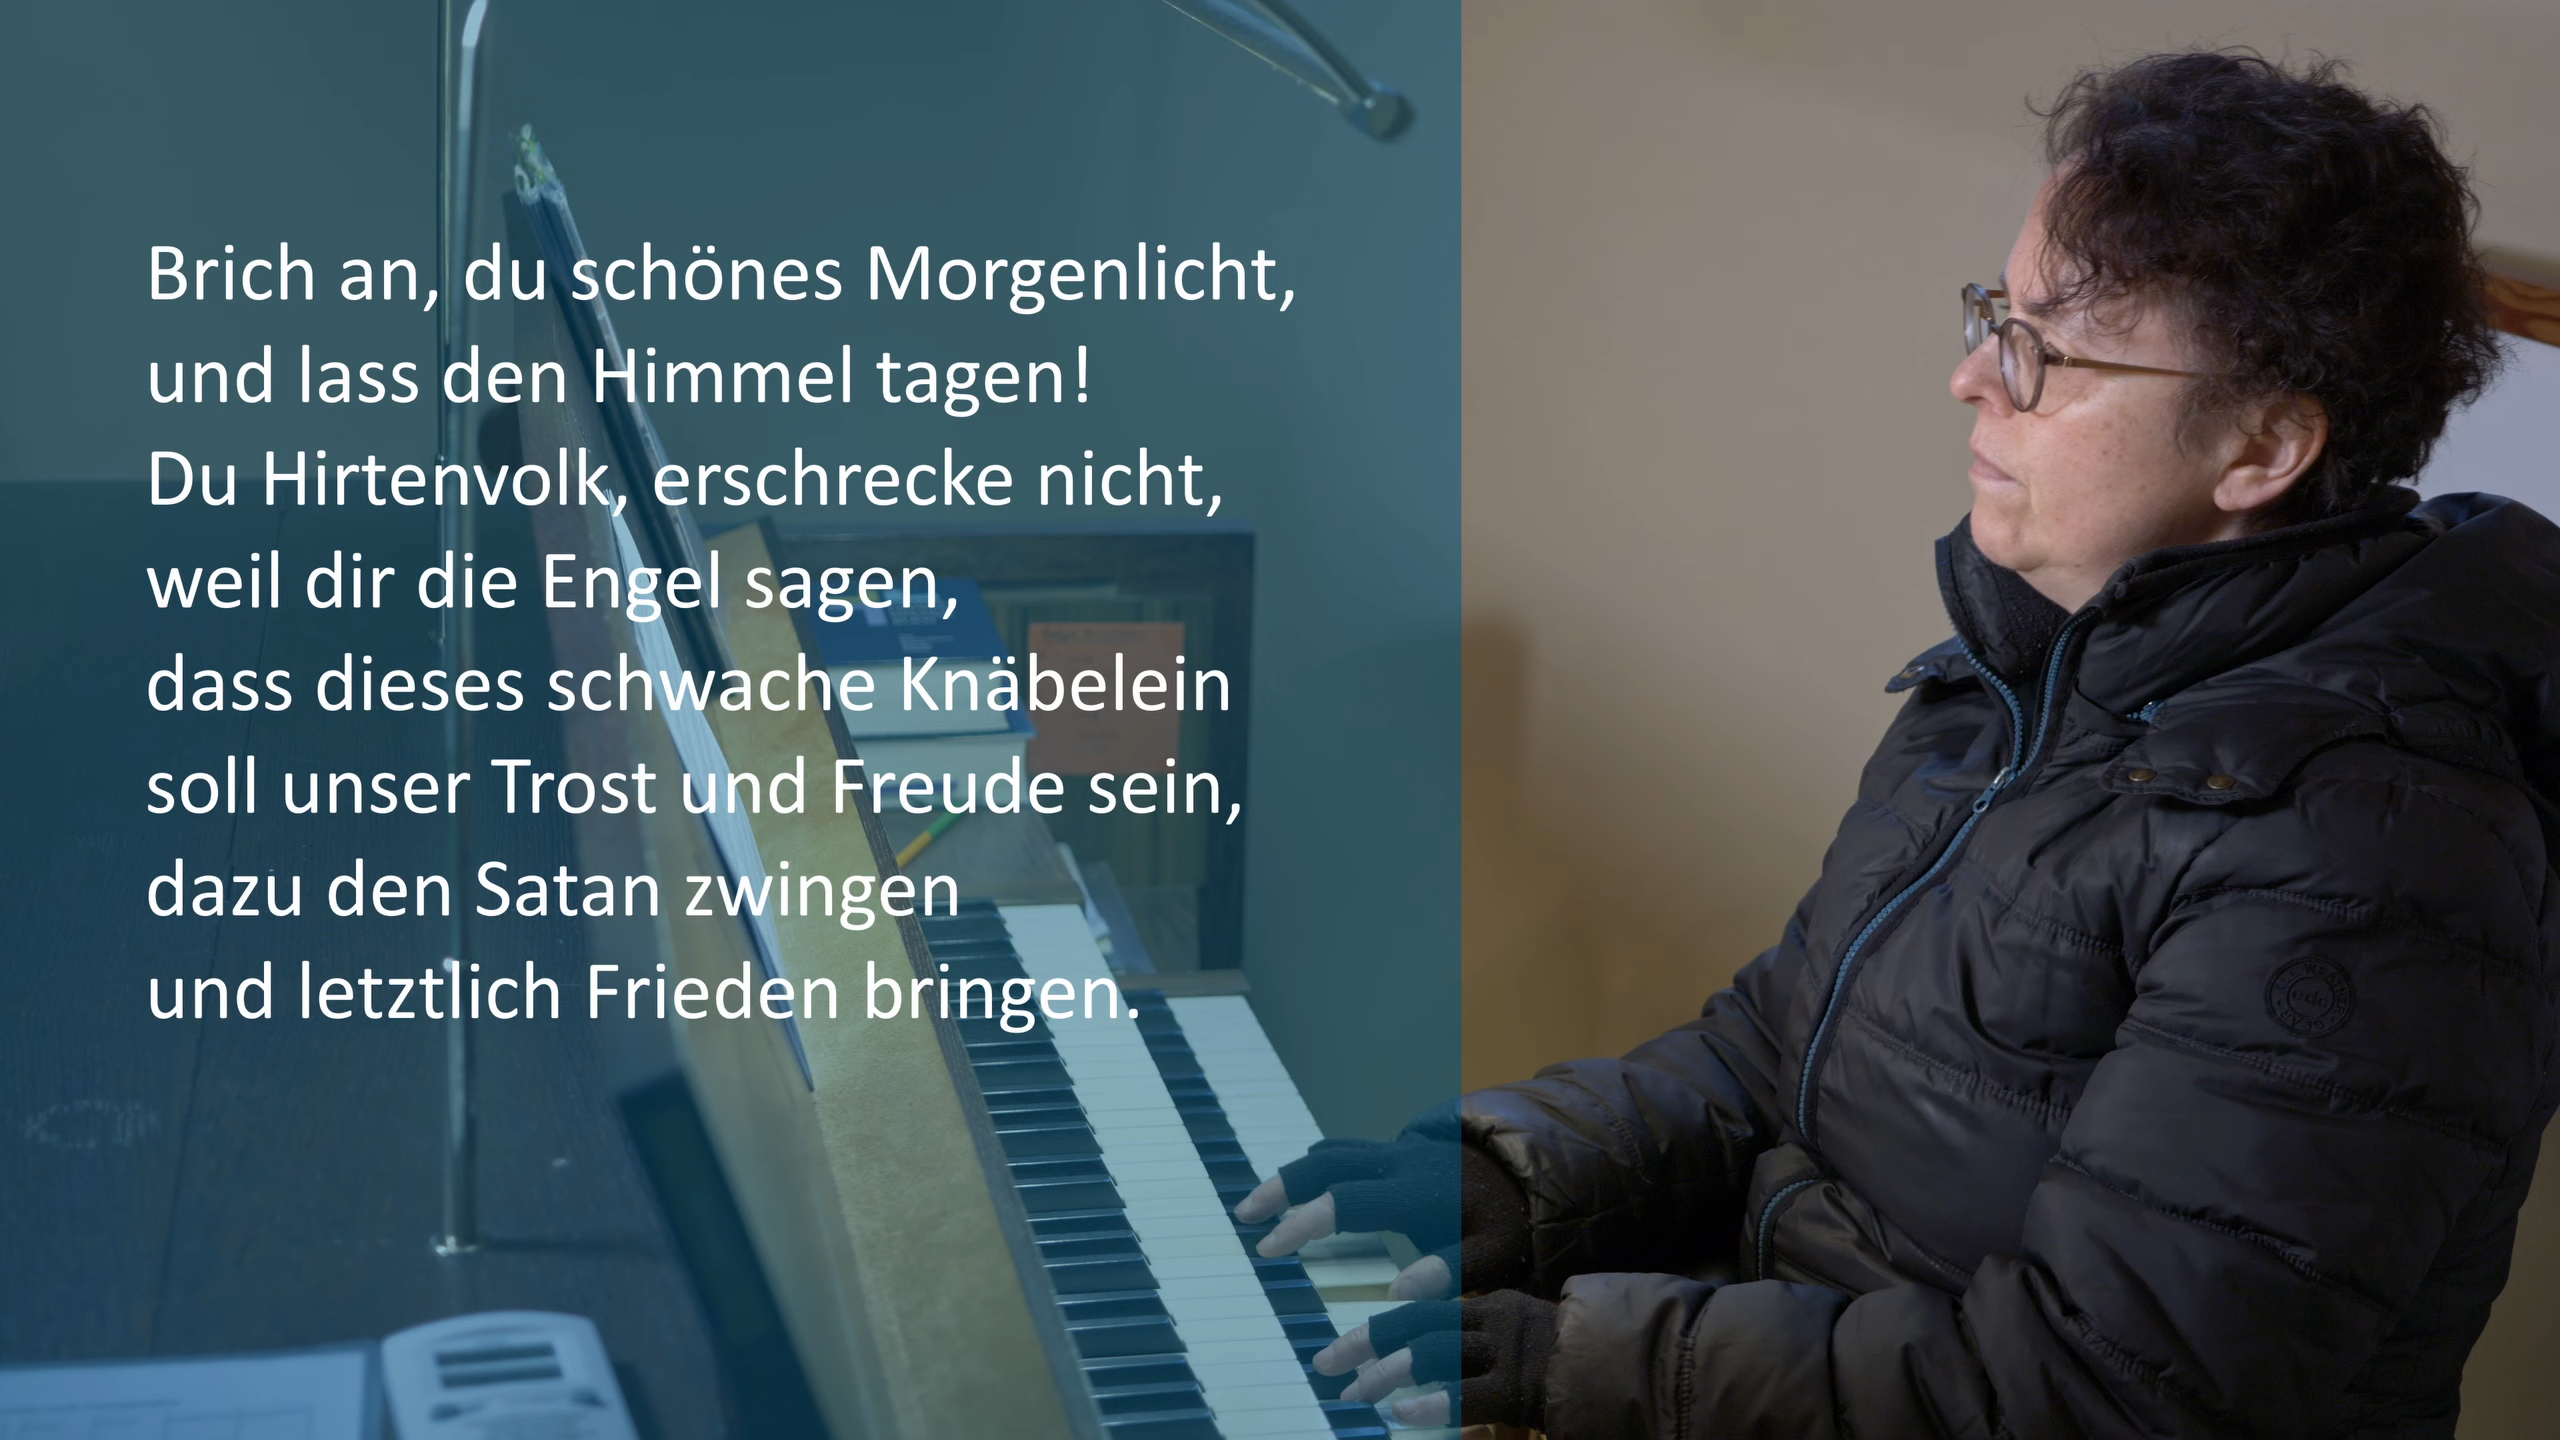 Brich an, du schönes Morgenlicht,
und lass den Himmel tagen!
Du Hirtenvolk, erschrecke nicht,
weil dir die Engel sagen,
dass dieses schwache Knäbelein
soll unser Trost und Freude sein,
dazu den Satan zwingen
und letztlich Frieden bringen.